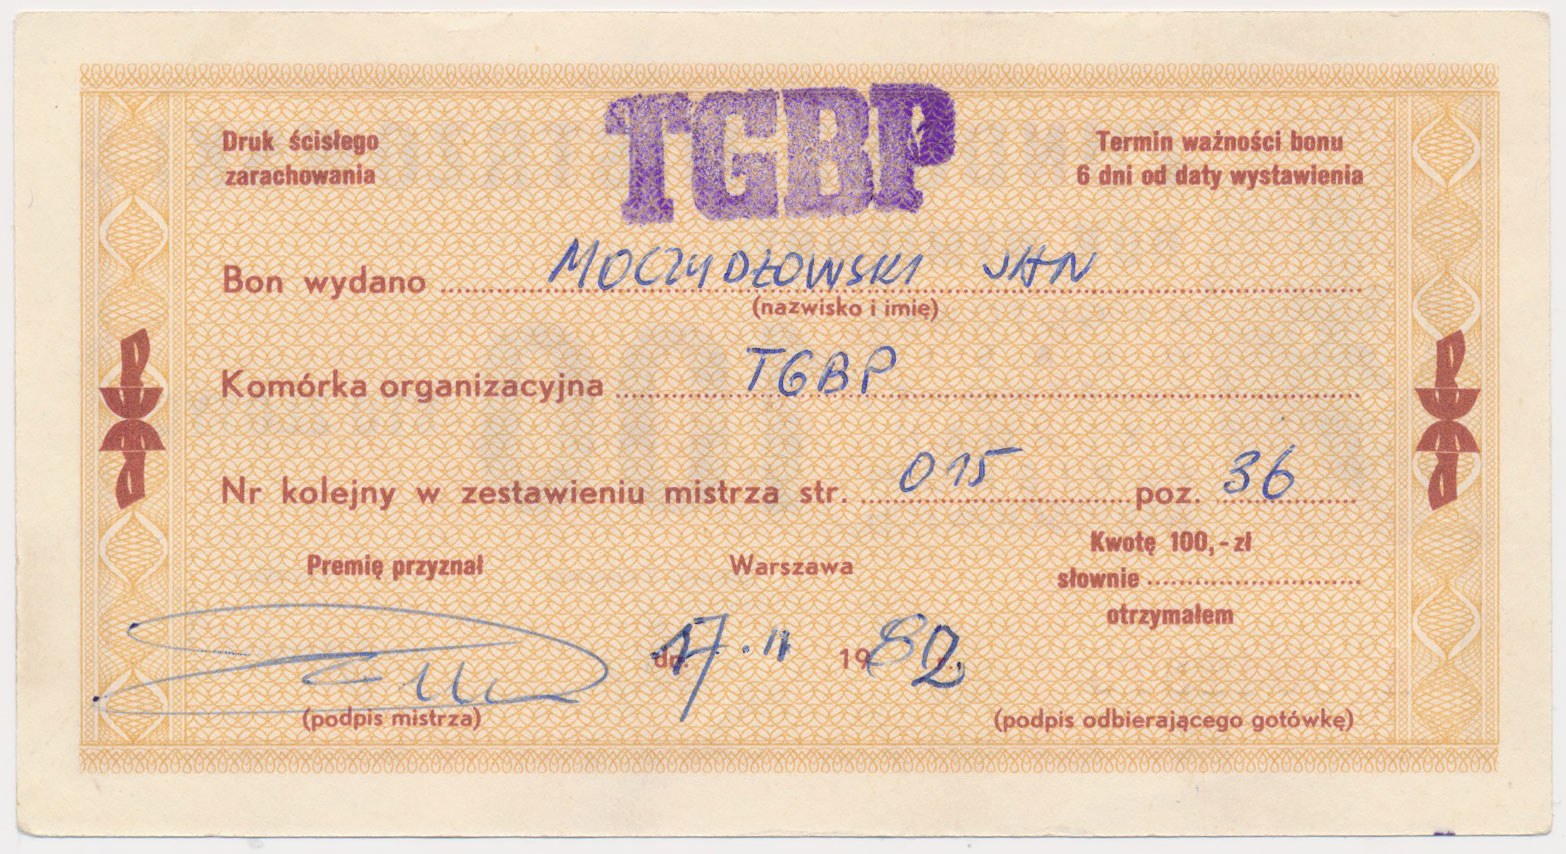 TGBP
Druk ścisłego
zarachowania
Termin ważności bonu
6 dni od daty wystawienia
Bon wydano MOCZYDŁOWSKI JAN
(nazwisko i imię)
Komórka organizacyjna TGBP
Nr kolejny w zestawieniu mistrza str. 015 poz. 36
Premię przyznał
Warszawa
Kwotę 100,-zł
słownie
otrzymałem
dn. 17.IV 1982
(podpis mistrza)
(podpis odbierającego gotówkę)